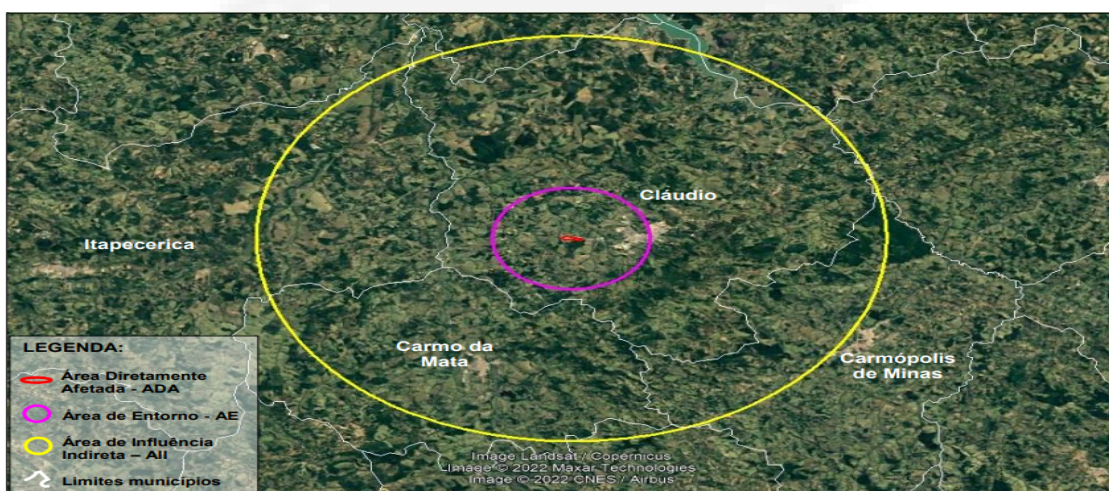 Cláudio
Itapecerica
Carmo da
Mata
Carmópolis
de Minas
LEGENDA:
Área Diretamente
Afetada - ADA
Área de Entorno - AE
Área de Influência
Indireta – AII
Limites municípios
Image Landsat / Copernicus
Image © 2022 Maxar Technologies
Image © 2022 CNES / Airbus